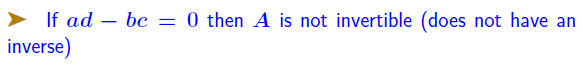 ➤ If ad − bc = 0 then A is not invertible (does not have an
inverse)